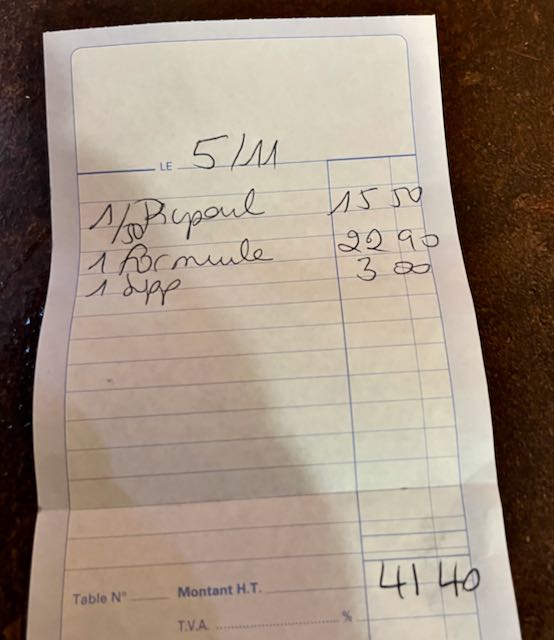 LE 5/11
1/50 Picpoul 15 50
1 formule 22 90
1 supp 3 00
41 40
Table N° Montant H.T.
T.V.A. %